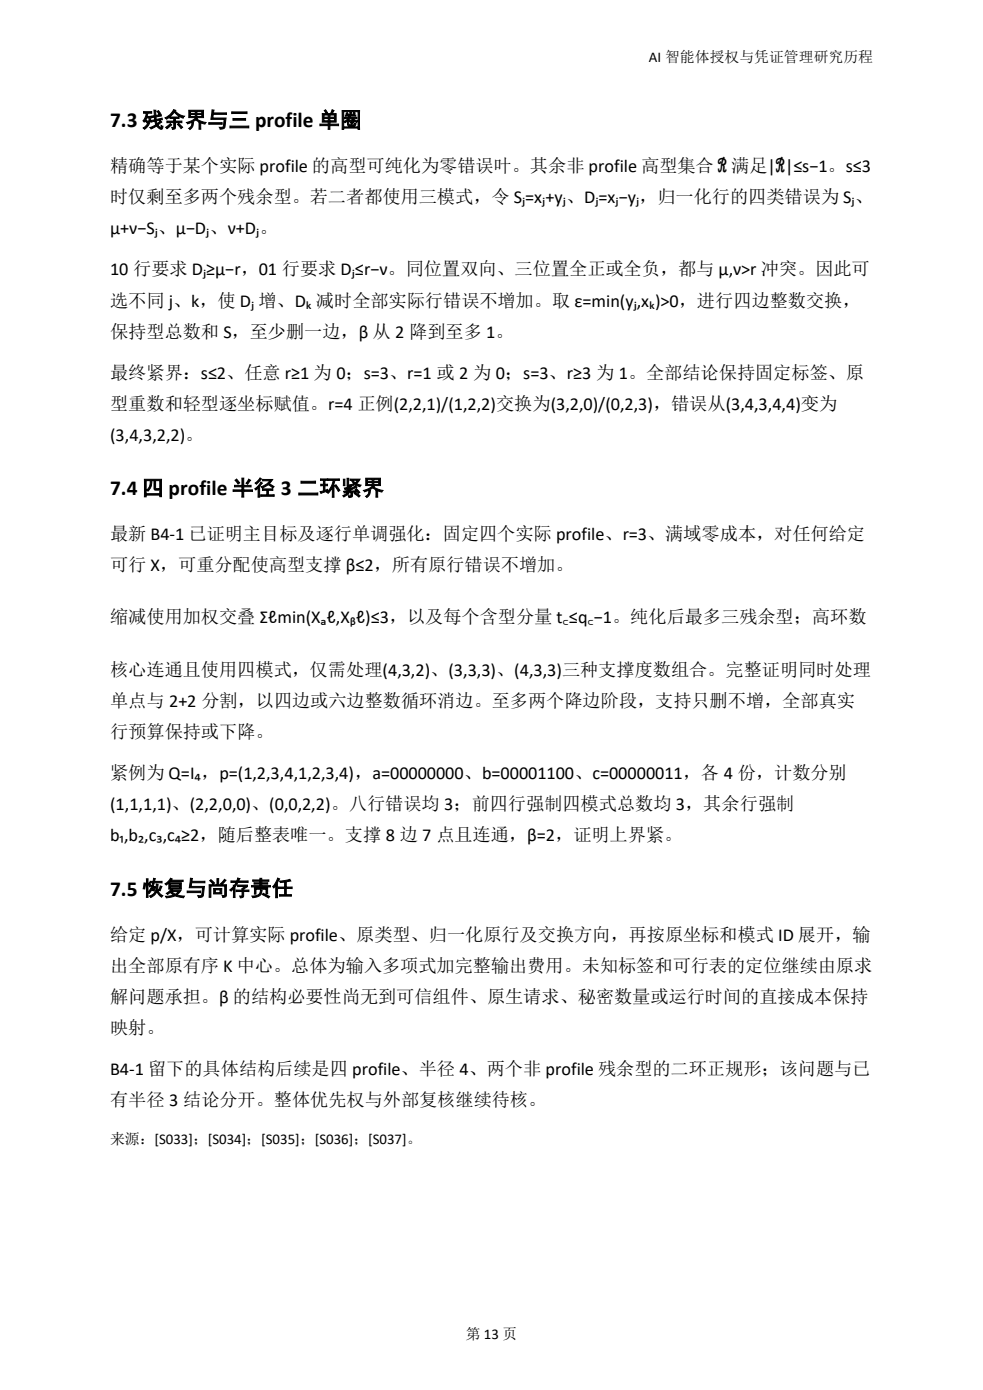 AI 智能体授权与凭证管理研究历程
7.3 残余界与三 profile 单圈
精确等于某个实际 profile 的高型可纯化为零错误叶。其余非 profile 高型集合ℜ满足|ℜ|≤s−1。s≤3
时仅剩至多两个残余型。若二者都使用三模式，令 Sⱼ=xⱼ+yⱼ、Dⱼ=xⱼ−yⱼ，归一化行的四类错误为 Sⱼ、
μ+ν−Sⱼ、μ−Dⱼ、ν+Dⱼ。
10 行要求 Dⱼ≥μ−r，01 行要求 Dⱼ≤r−ν。同位置双向、三位置全正或全负，都与 μ,ν>r 冲突。因此可
选不同 j、k，使 Dⱼ 增、Dₖ 减时全部实际行错误不增加。取 ε=min(yⱼ,xₖ)>0，进行四边整数交换，
保持型总数和 S，至少删一边，β 从 2 降到至多 1。
最终紧界：s≤2、任意 r≥1 为 0；s=3、r=1 或 2 为 0；s=3、r≥3 为 1。全部结论保持固定标签、原
型重数和轻型逐坐标赋值。r=4 正例(2,2,1)/(1,2,2)交换为(3,2,0)/(0,2,3)，错误从(3,4,3,4,4)变为
(3,4,3,2,2)。
7.4 四 profile 半径 3 二环紧界
最新 B4-1 已证明主目标及逐行单调强化：固定四个实际 profile、r=3、满域零成本，对任何给定
可行 X，可重分配使高型支撑 β≤2，所有原行错误不增加。
缩减使用加权交叠 Σℓmin(Xₐℓ,Xᵦℓ)≤3，以及每个含型分量 t꜀≤q꜀−1。纯化后最多三残余型；高环数
核心连通且使用四模式，仅需处理(4,3,2)、(3,3,3)、(4,3,3)三种支撑度数组合。完整证明同时处理
单点与 2+2 分割，以四边或六边整数循环消边。至多两个降边阶段，支持只删不增，全部真实
行预算保持或下降。
紧例为 Q=I₄，p=(1,2,3,4,1,2,3,4)，a=00000000、b=00001100、c=00000011，各 4 份，计数分别
(1,1,1,1)、(2,2,0,0)、(0,0,2,2)。八行错误均 3；前四行强制四模式总数均 3，其余行强制
b₁,b₂,c₃,c₄≥2，随后整表唯一。支撑 8 边 7 点且连通，β=2，证明上界紧。
7.5 恢复与尚存责任
给定 p/X，可计算实际 profile、原类型、归一化原行及交换方向，再按原坐标和模式 ID 展开，输
出全部原有序 K 中心。总体为输入多项式加完整输出费用。未知标签和可行表的定位继续由原求
解问题承担。β 的结构必要性尚无到可信组件、原生请求、秘密数量或运行时间的直接成本保持
映射。
B4-1 留下的具体结构后续是四 profile、半径 4、两个非 profile 残余型的二环正规形；该问题与已
有半径 3 结论分开。整体优先权与外部复核继续待核。
来源：[S033]；[S034]；[S035]；[S036]；[S037]。
第 13 页